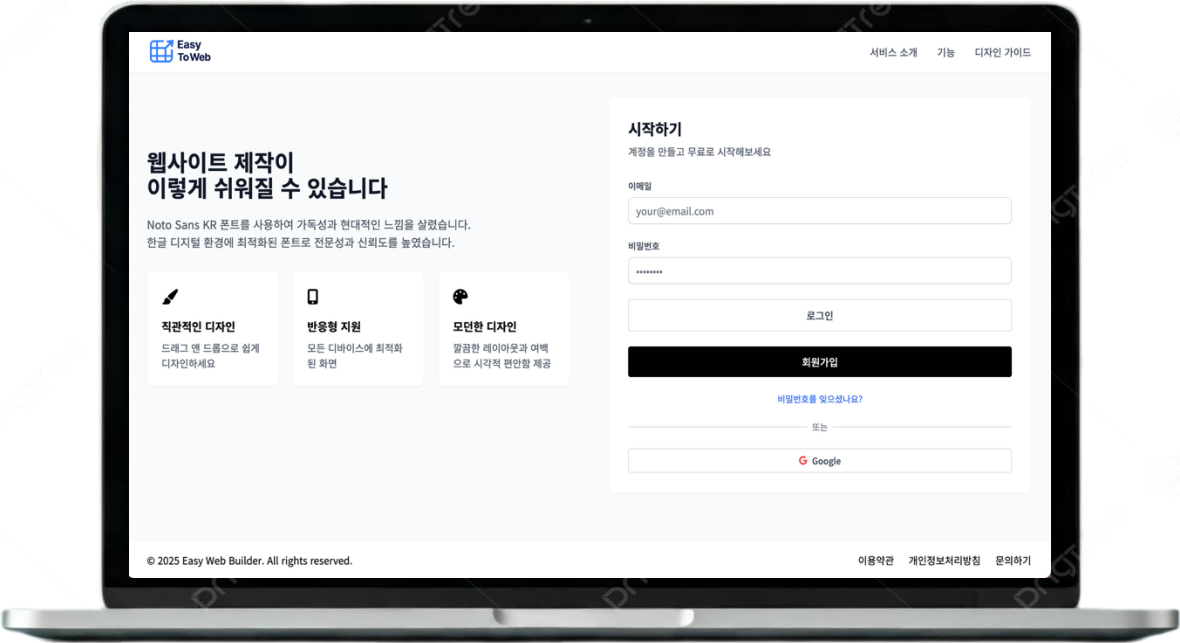 Easy
ToWeb
서비스 소개 기능 디자인 가이드
웹사이트 제작이
이렇게 쉬워질 수 있습니다
Noto Sans KR 폰트를 사용하여 가독성과 현대적인 느낌을 살렸습니다.
한글 디지털 환경에 최적화된 폰트로 전문성과 신뢰도를 높였습니다.
직관적인 디자인
드래그 앤 드롭으로 쉽게
디자인하세요
반응형 지원
모든 디바이스에 최적화
된 화면
모던한 디자인
깔끔한 레이아웃과 여백
으로 시각적 편안함 제공
시작하기
계정을 만들고 무료로 시작해보세요
이메일
your@email.com
비밀번호
••••••••
로그인
회원가입
비밀번호를 잊으셨나요?
또는
G Google
© 2025 Easy Web Builder. All rights reserved.
이용약관 개인정보처리방침 문의하기